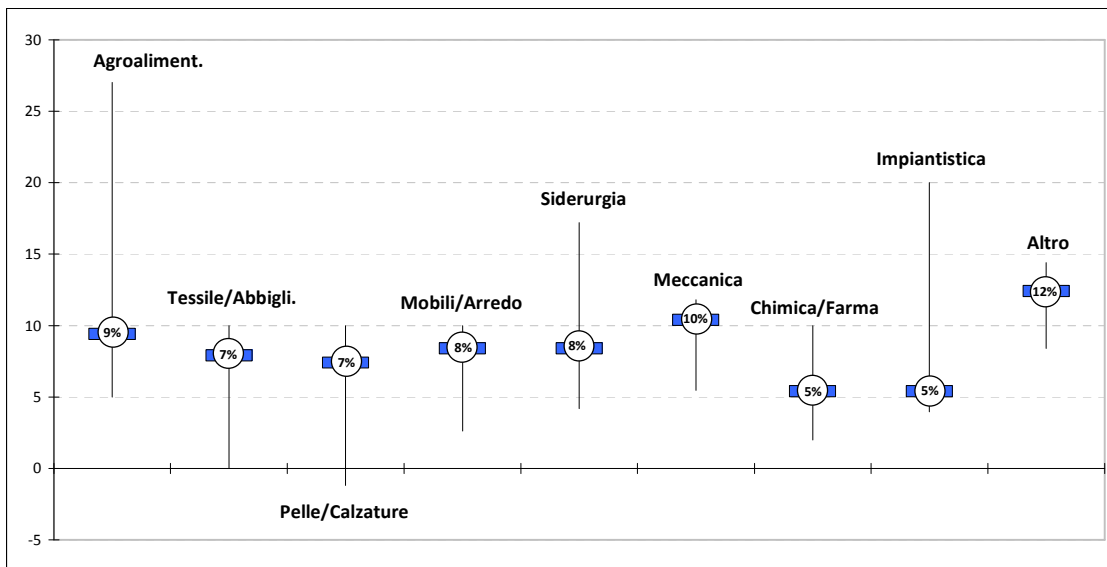 30
25
20
15
10
5
0
-5
Agroaliment.
Tessile/Abbigli.
Pelle/Calzature
Mobili/Arredo
Siderurgia
Meccanica
Chimica/Farma
Impiantistica
Altro
9%
7%
7%
8%
8%
10%
5%
5%
12%